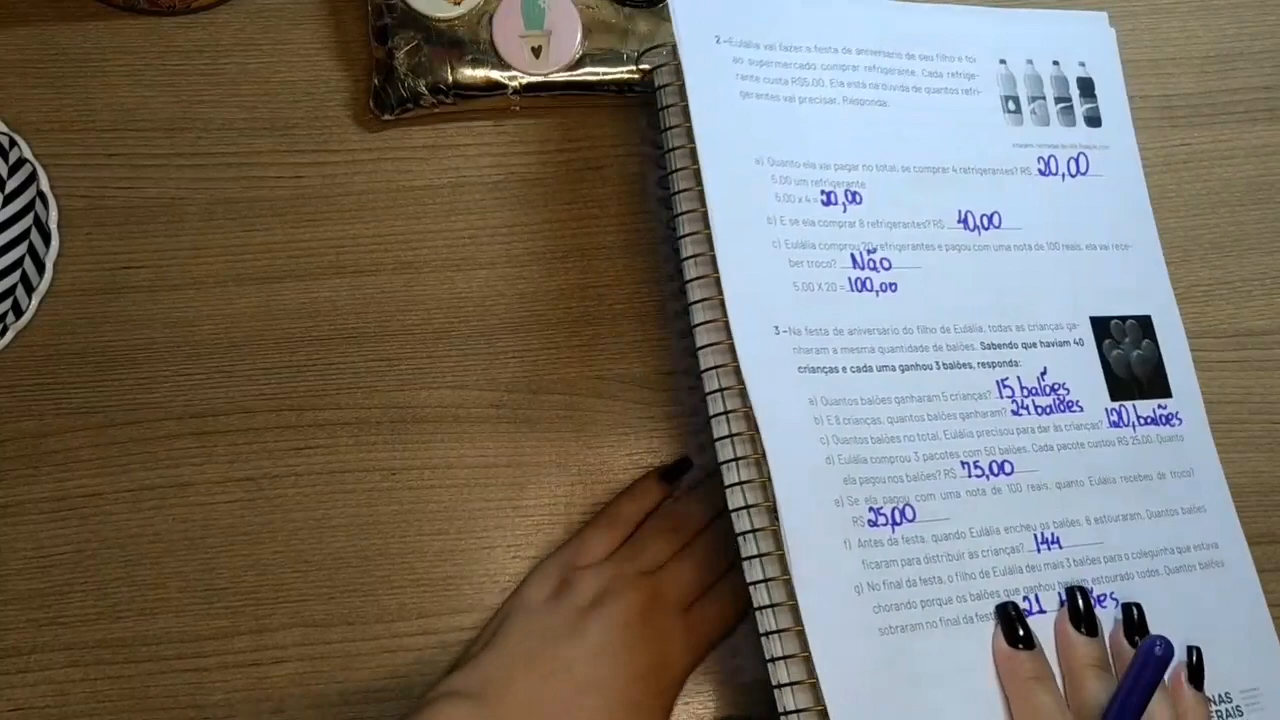 2 - Eulália vai fazer a festa de aniversário de seu filho e foi
ao supermercado comprar refrigerante. Cada refrige-
rante custa R$5,00. Ela está na dúvida de quantos refri-
gerantes vai precisar. Responda:
a) Quanto ela vai pagar no total, se comprar 4 refrigerantes? R$ 20,00
5,00 um refrigerante
5,00 x 4 = 20,00
b) E se ela comprar 8 refrigerantes? R$ 40,00
c) Eulália comprou 20 refrigerantes e pagou com uma nota de 100 reais, ela vai rece-
ber troco? Não
5,00 X 20 = 100,00
3 - Na festa de aniversário do filho de Eulália, todas as crianças ga-
nharam a mesma quantidade de balões. Sabendo que haviam 40
crianças e cada uma ganhou 3 balões, responda:
a) Quantos balões ganharam 5 crianças? 15 balões
b) E 8 crianças, quantos balões ganharam? 24 balões
c) Quantos balões no total, Eulália precisou para dar às crianças? 120, balões
d) Eulália comprou 3 pacotes com 50 balões. Cada pacote custou R$ 25,00. Quanto
ela pagou nos balões? R$ 75,00
e) Se ela pagou com uma nota de 100 reais, quanto Eulália recebeu de troco?
R$ 25,00
f) Antes da festa, quando Eulália encheu os balões, 6 estouraram. Quantos balões
ficaram para distribuir às crianças? 144
g) No final da festa, o filho de Eulália deu mais 3 balões para o coleguinha que estava
chorando porque os balões que ganhou haviam estourado todos. Quantos balões
sobraram no final da 21